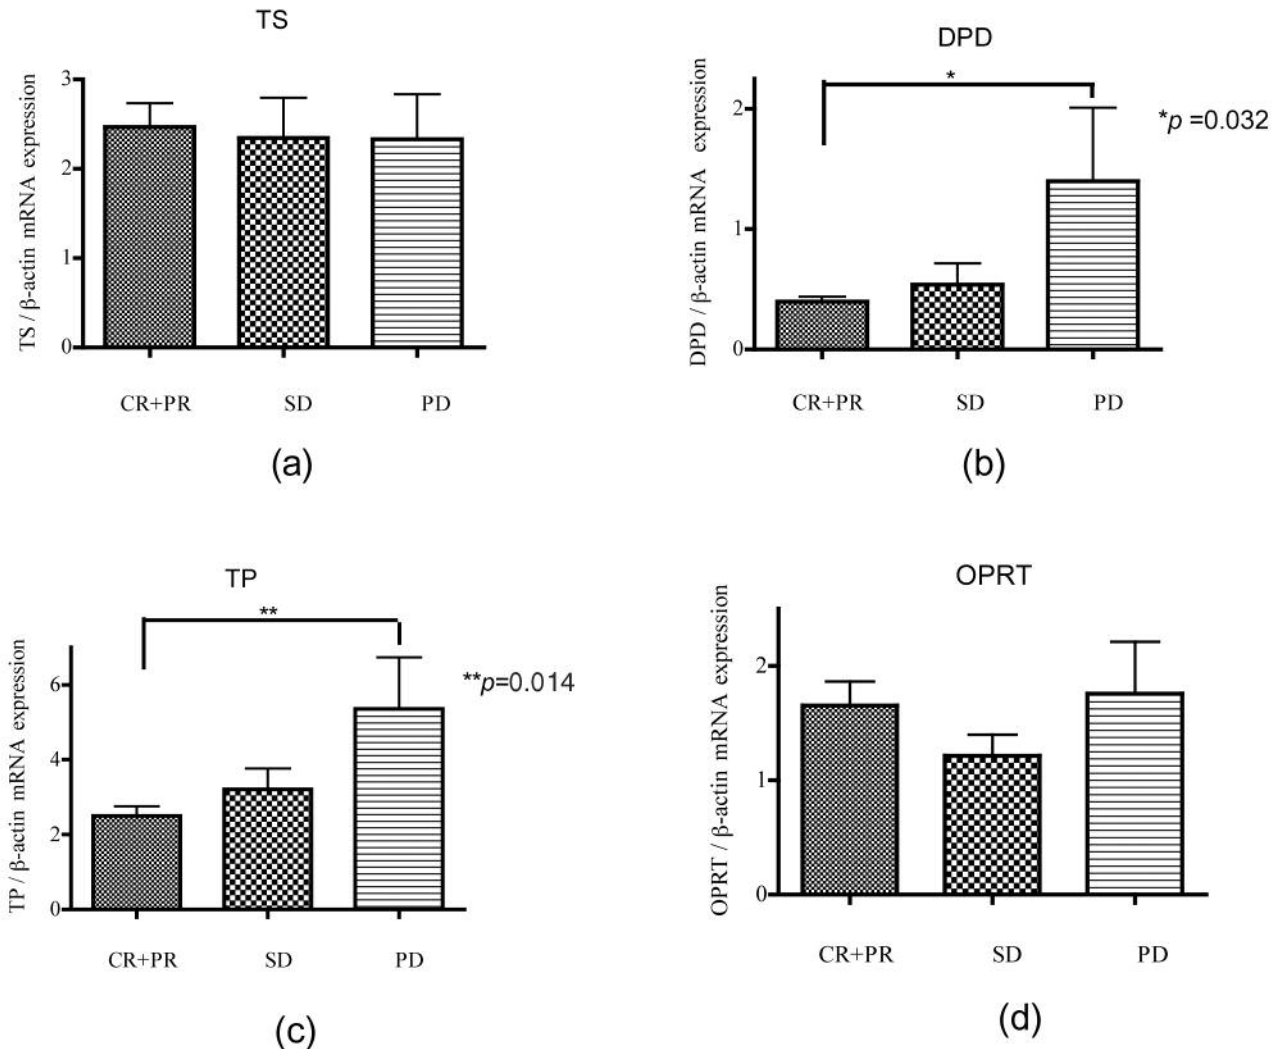 TS
3
2
1
0
TS / β-actin mRNA expression
CR+PR SD PD
(a)
DPD
*
*p =0.032
2
1
0
DPD / β-actin mRNA expression
CR+PR SD PD
(b)
TP
**
**p=0.014
6
4
2
0
TP / β-actin mRNA expression
CR+PR SD PD
(c)
OPRT
2
1
0
OPRT / β-actin mRNA expression
CR+PR SD PD
(d)